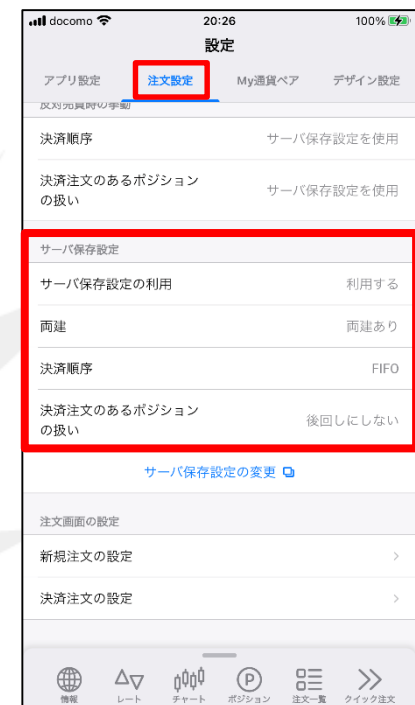 docomo 20:26 100%
設定
アプリ設定 注文設定 My通貨ペア デザイン設定
反対売買時の挙動
決済順序 サーバ保存設定を使用
決済注文のあるポジション
の扱い サーバ保存設定を使用
サーバ保存設定
サーバ保存設定の利用 利用する
両建 両建あり
決済順序 FIFO
決済注文のあるポジション
の扱い 後回しにしない
サーバ保存設定の変更
注文画面の設定
新規注文の設定
決済注文の設定
情報 レート チャート ポジション 注文一覧 クイック注文